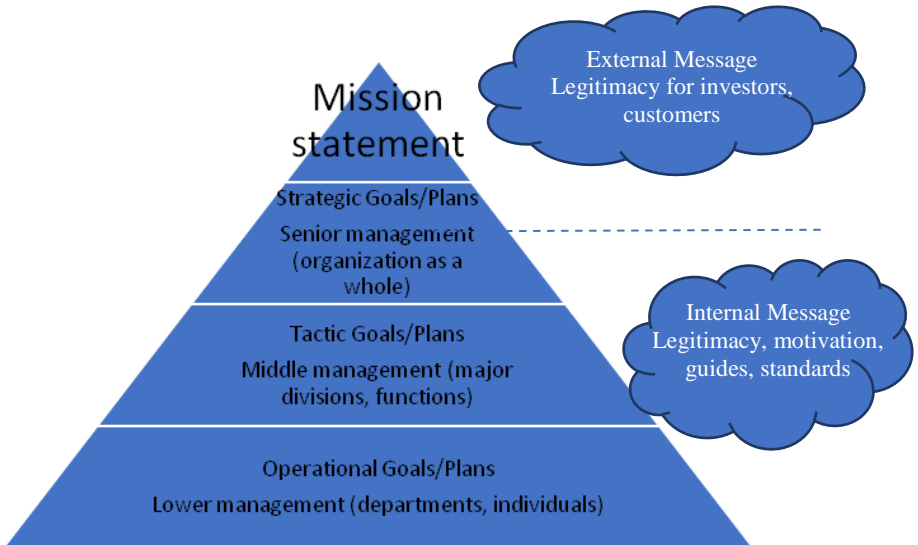 Mission
statement
Strategic Goals/Plans
Senior management
(organization as a
whole)
Tactic Goals/Plans
Middle management (major
divisions, functions)
Operational Goals/Plans
Lower management (departments, individuals)
External Message
Legitimacy for investors,
customers
Internal Message
Legitimacy, motivation,
guides, standards